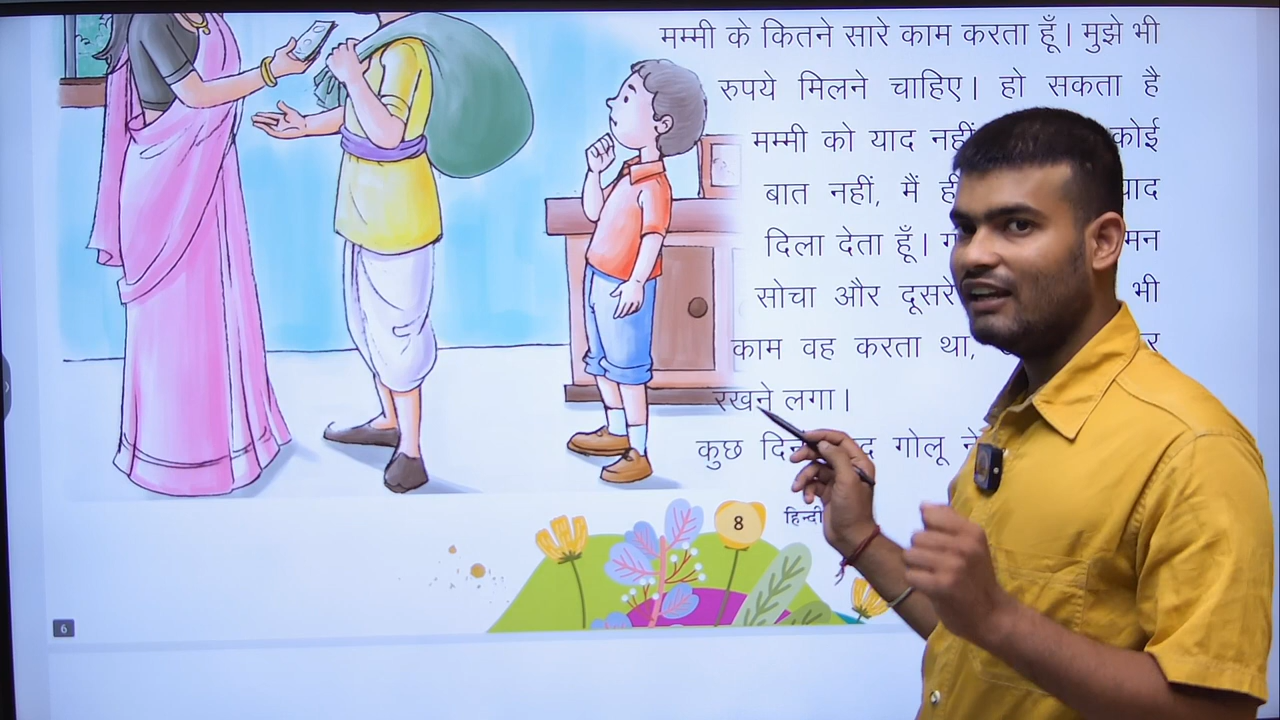 मम्मी के कितने सारे काम करता हूँ। मुझे भी
रुपये मिलने चाहिए। हो सकता है
मम्मी को याद नहीं कोई
बात नहीं, मैं ही याद
दिला देता हूँ। मन
सोचा और दूसरे भी
काम वह करता था,
रखने लगा।
कुछ गोलू ने
8
हिन्दी
6